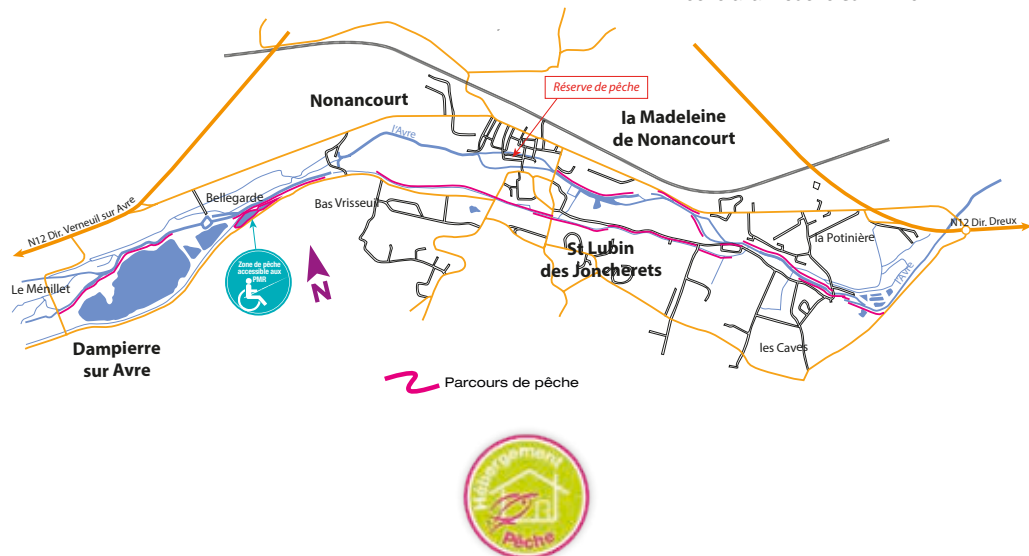 Réserve de pêche
Nonancourt
la Madeleine
de Nonancourt
l'Avre
Bellegarde
Bas Vrisseuil
N12 Dir. Verneuil sur Avre
la Potinière
N12 Dir. Dreux
St Lubin
des Joncherets
Zone de pêche
accessible aux
PMR
N
l'Avre
Le Ménillet
Dampierre
sur Avre
les Caves
Parcours de pêche
Hébergement
Pêche